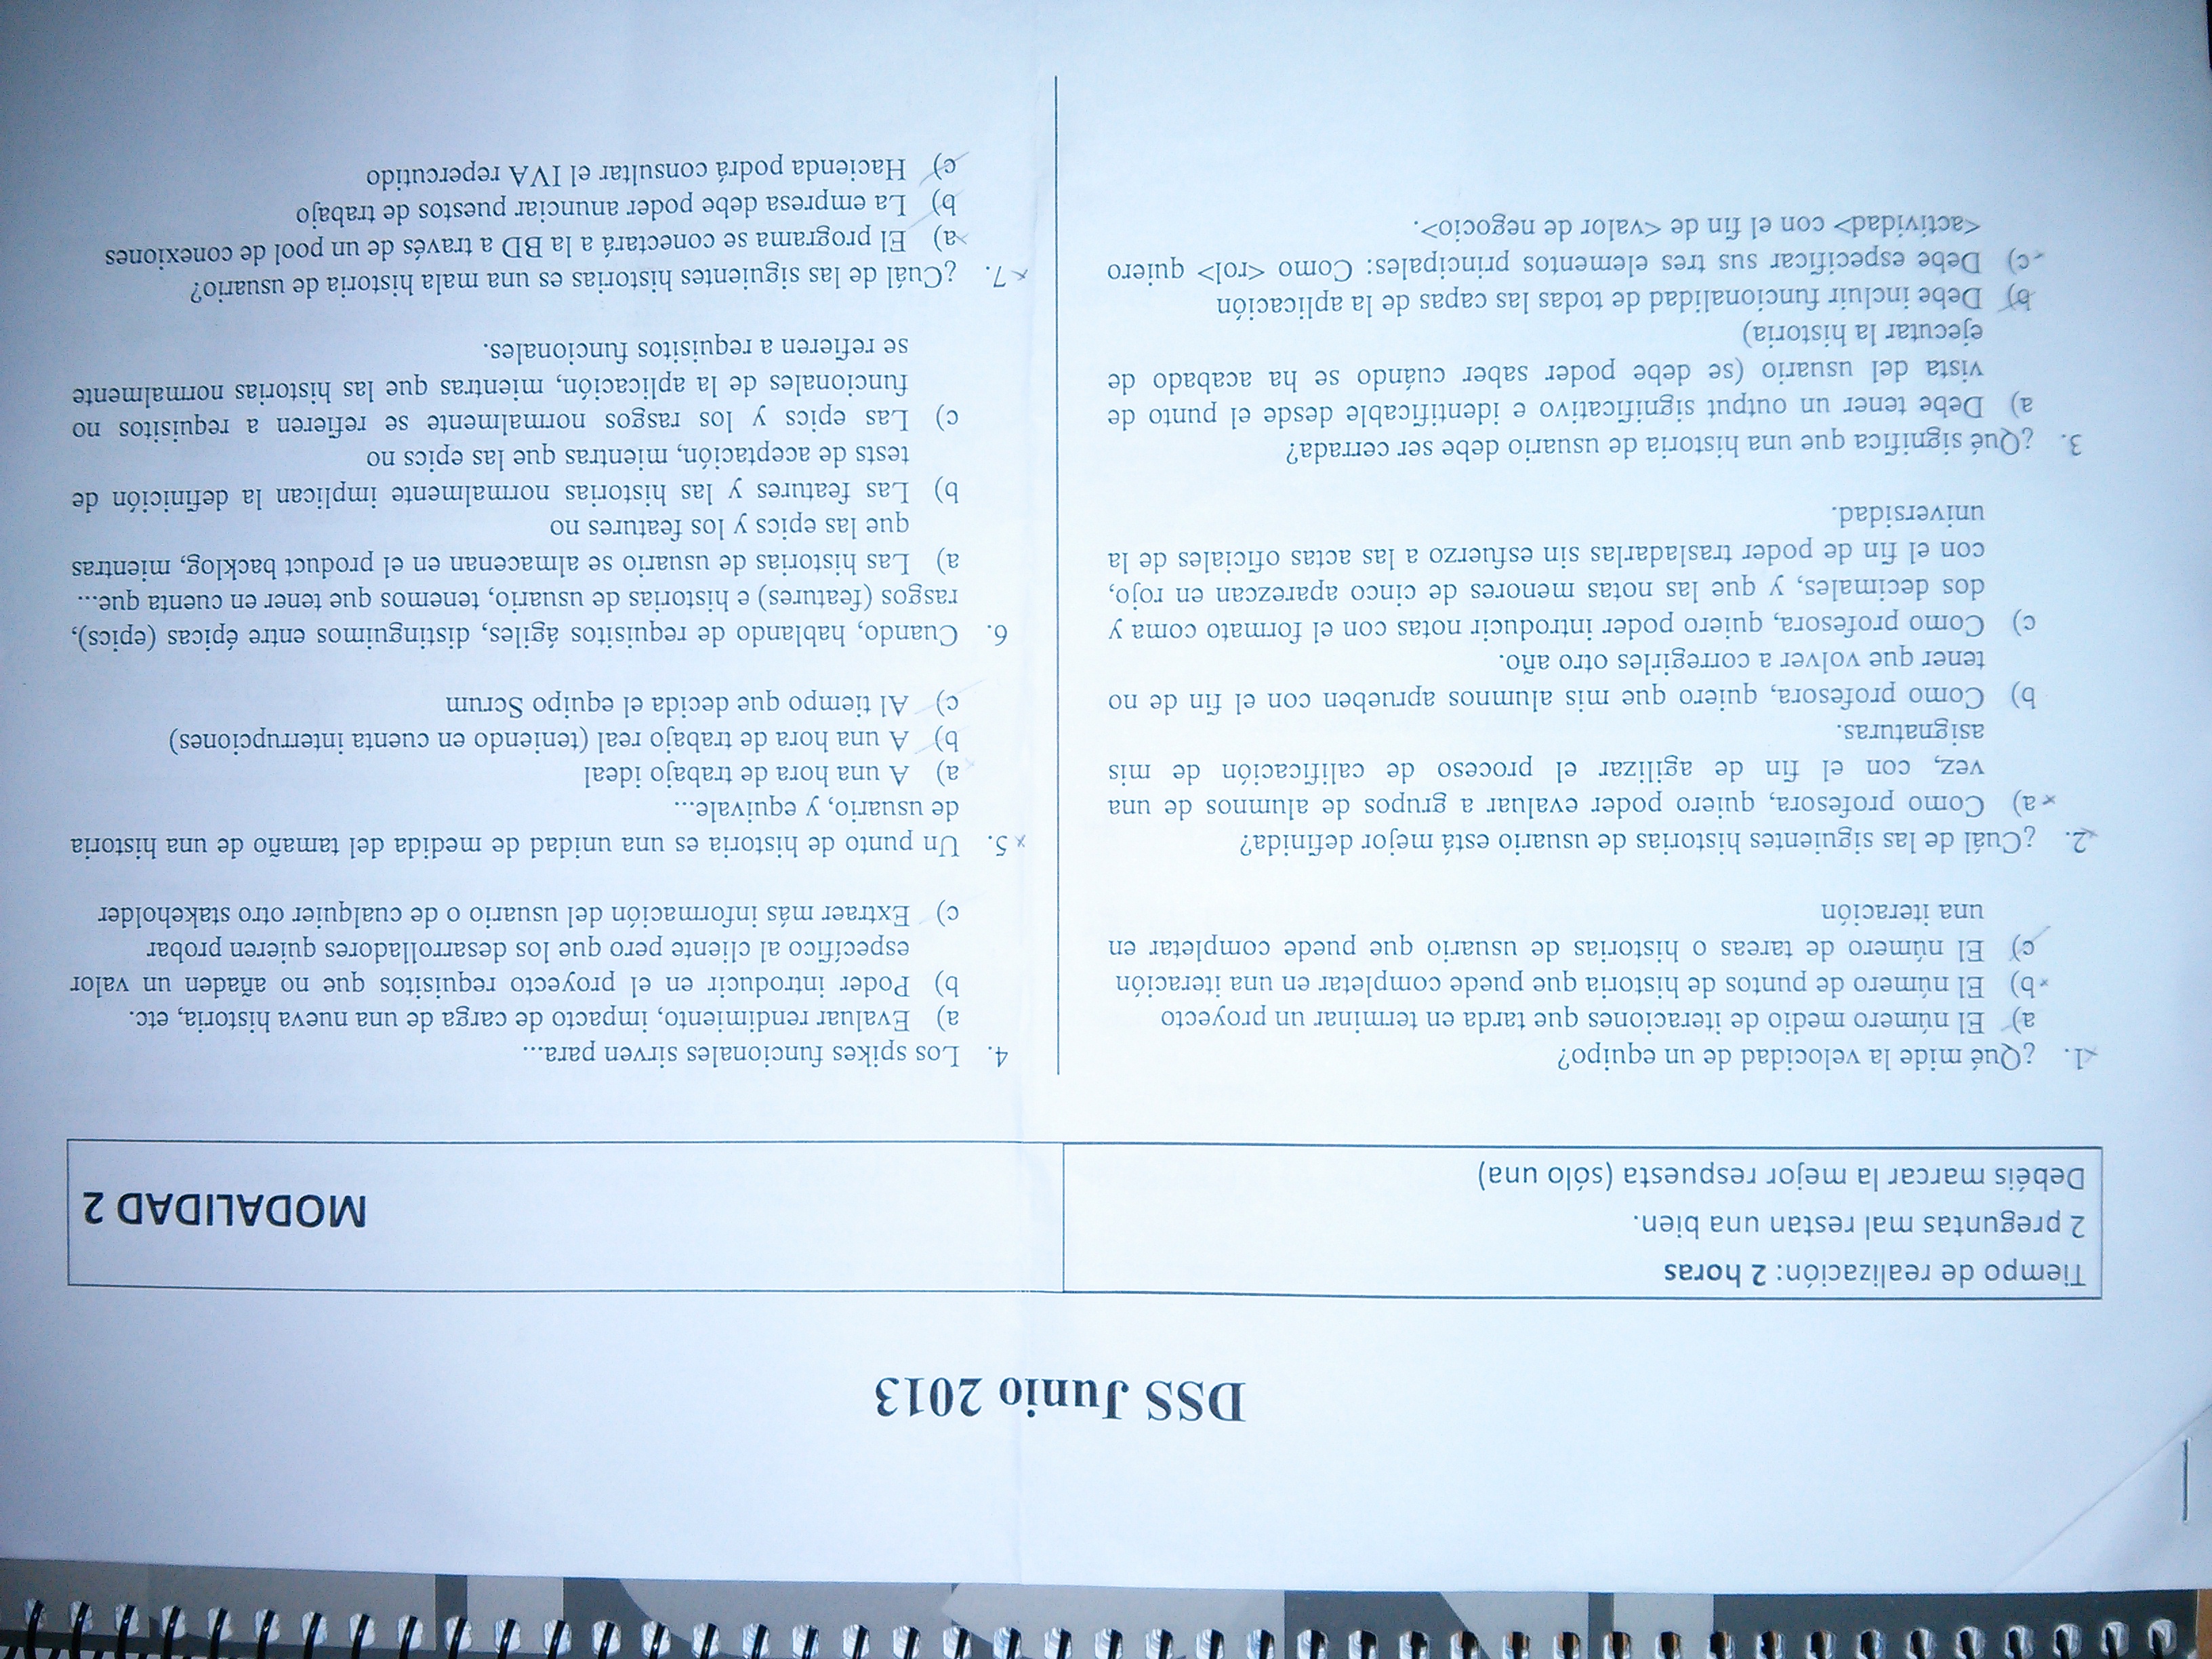 DSS Junio 2013
Tiempo de realización: 2 horas
2 preguntas mal restan una bien.
Debéis marcar la mejor respuesta (sólo una)
MODALIDAD 2
1. ¿Qué mide la velocidad de un equipo?
a) El número medio de iteraciones que tarda en terminar un proyecto
b) El número de puntos de historia que puede completar en una iteración
c) El número de tareas o historias de usuario que puede completar en
una iteración
2. ¿Cuál de las siguientes historias de usuario está mejor definida?
a) Como profesora, quiero poder evaluar a grupos de alumnos de una
vez, con el fin de agilizar el proceso de calificación de mis
asignaturas.
b) Como profesora, quiero que mis alumnos aprueben con el fin de no
tener que volver a corregirles otro año.
c) Como profesora, quiero poder introducir notas con el formato coma y
dos decimales, y que las notas menores de cinco aparezcan en rojo,
con el fin de poder trasladarlas sin esfuerzo a las actas oficiales de la
universidad.
3. ¿Qué significa que una historia de usuario debe ser cerrada?
a) Debe tener un output significativo e identificable desde el punto de
vista del usuario (se debe poder saber cuándo se ha acabado de
ejecutar la historia)
b) Debe incluir funcionalidad de todas las capas de la aplicación
c) Debe especificar sus tres elementos principales: Como <rol> quiero
<actividad> con el fin de <valor de negocio>.
4. Los spikes funcionales sirven para...
a) Evaluar rendimiento, impacto de carga de una nueva historia, etc.
b) Poder introducir en el proyecto requisitos que no añaden un valor
específico al cliente pero que los desarrolladores quieren probar
c) Extraer más información del usuario o de cualquier otro stakeholder
5. Un punto de historia es una unidad de medida del tamaño de una historia
de usuario, y equivale...
a) A una hora de trabajo ideal
b) A una hora de trabajo real (teniendo en cuenta interrupciones)
c) Al tiempo que decida el equipo Scrum
6. Cuando, hablando de requisitos ágiles, distinguimos entre épicas (epics),
rasgos (features) e historias de usuario, tenemos que tener en cuenta que...
a) Las historias de usuario se almacenan en el product backlog, mientras
que las epics y los features no
b) Las features y las historias normalmente implican la definición de
tests de aceptación, mientras que las epics no
c) Las epics y los rasgos normalmente se refieren a requisitos no
funcionales de la aplicación, mientras que las historias normalmente
se refieren a requisitos funcionales.
7. ¿Cuál de las siguientes historias es una mala historia de usuario?
a) El programa se conectará a la BD a través de un pool de conexiones
b) La empresa debe poder anunciar puestos de trabajo
c) Hacienda podrá consultar el IVA repercutido